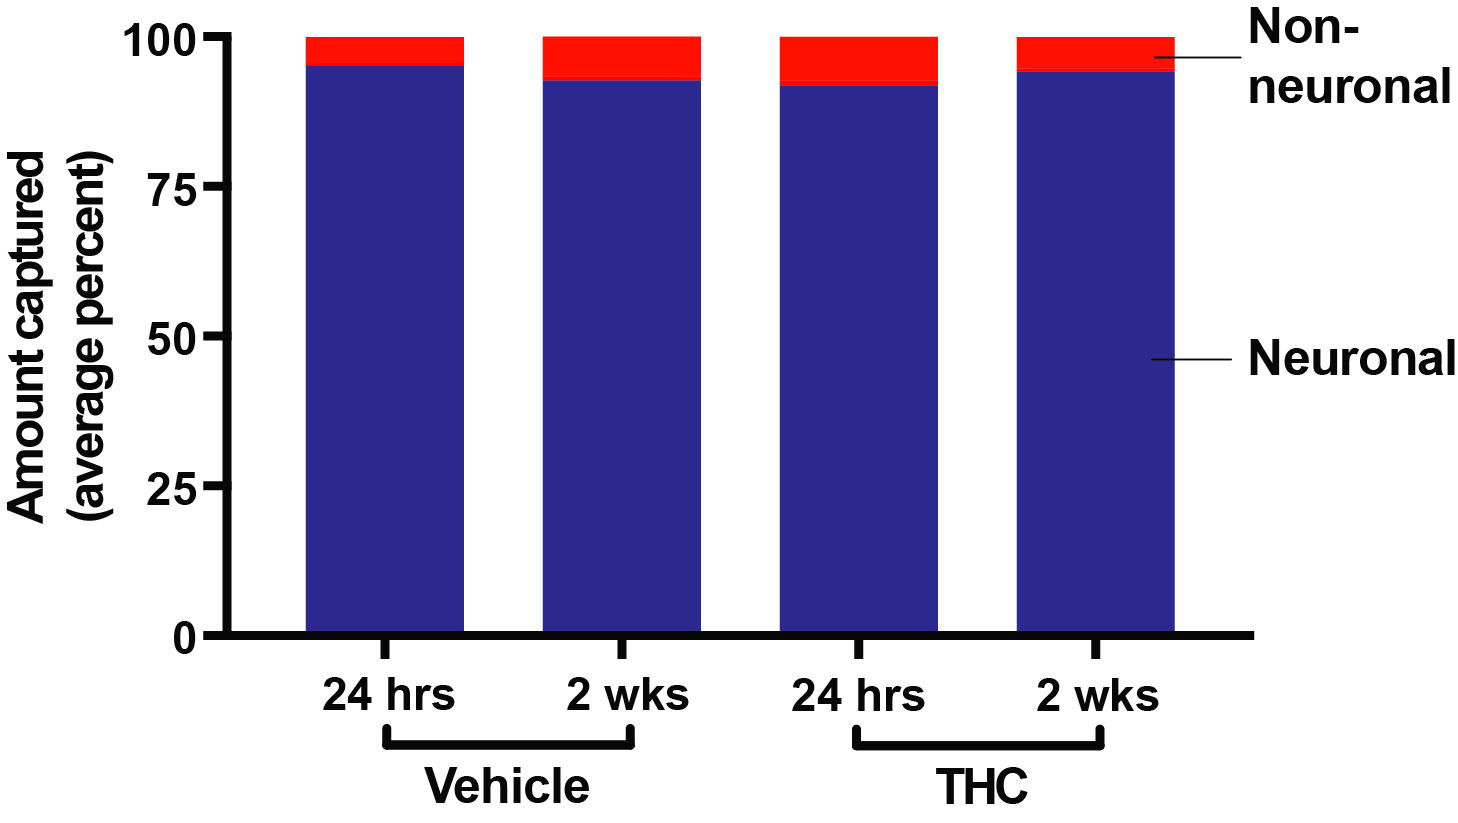 Amount captured
(average percent)
100
75
50
25
0
Non-
neuronal
Neuronal
24 hrs
2 wks
24 hrs
2 wks
Vehicle
THC